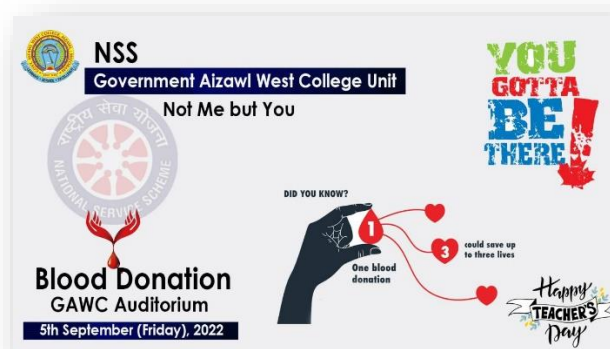 NSS
Government Aizawl West College Unit
Not Me but You
YOU
GOTTA
BE
THERE!
राष्ट्रीय सेवा योजना
NATIONAL SERVICE SCHEME
DID YOU KNOW?
1
One blood
donation
3
could save up
to three lives
Blood Donation
GAWC Auditorium
5th September (Friday), 2022
Happy
TEACHER'S
Day